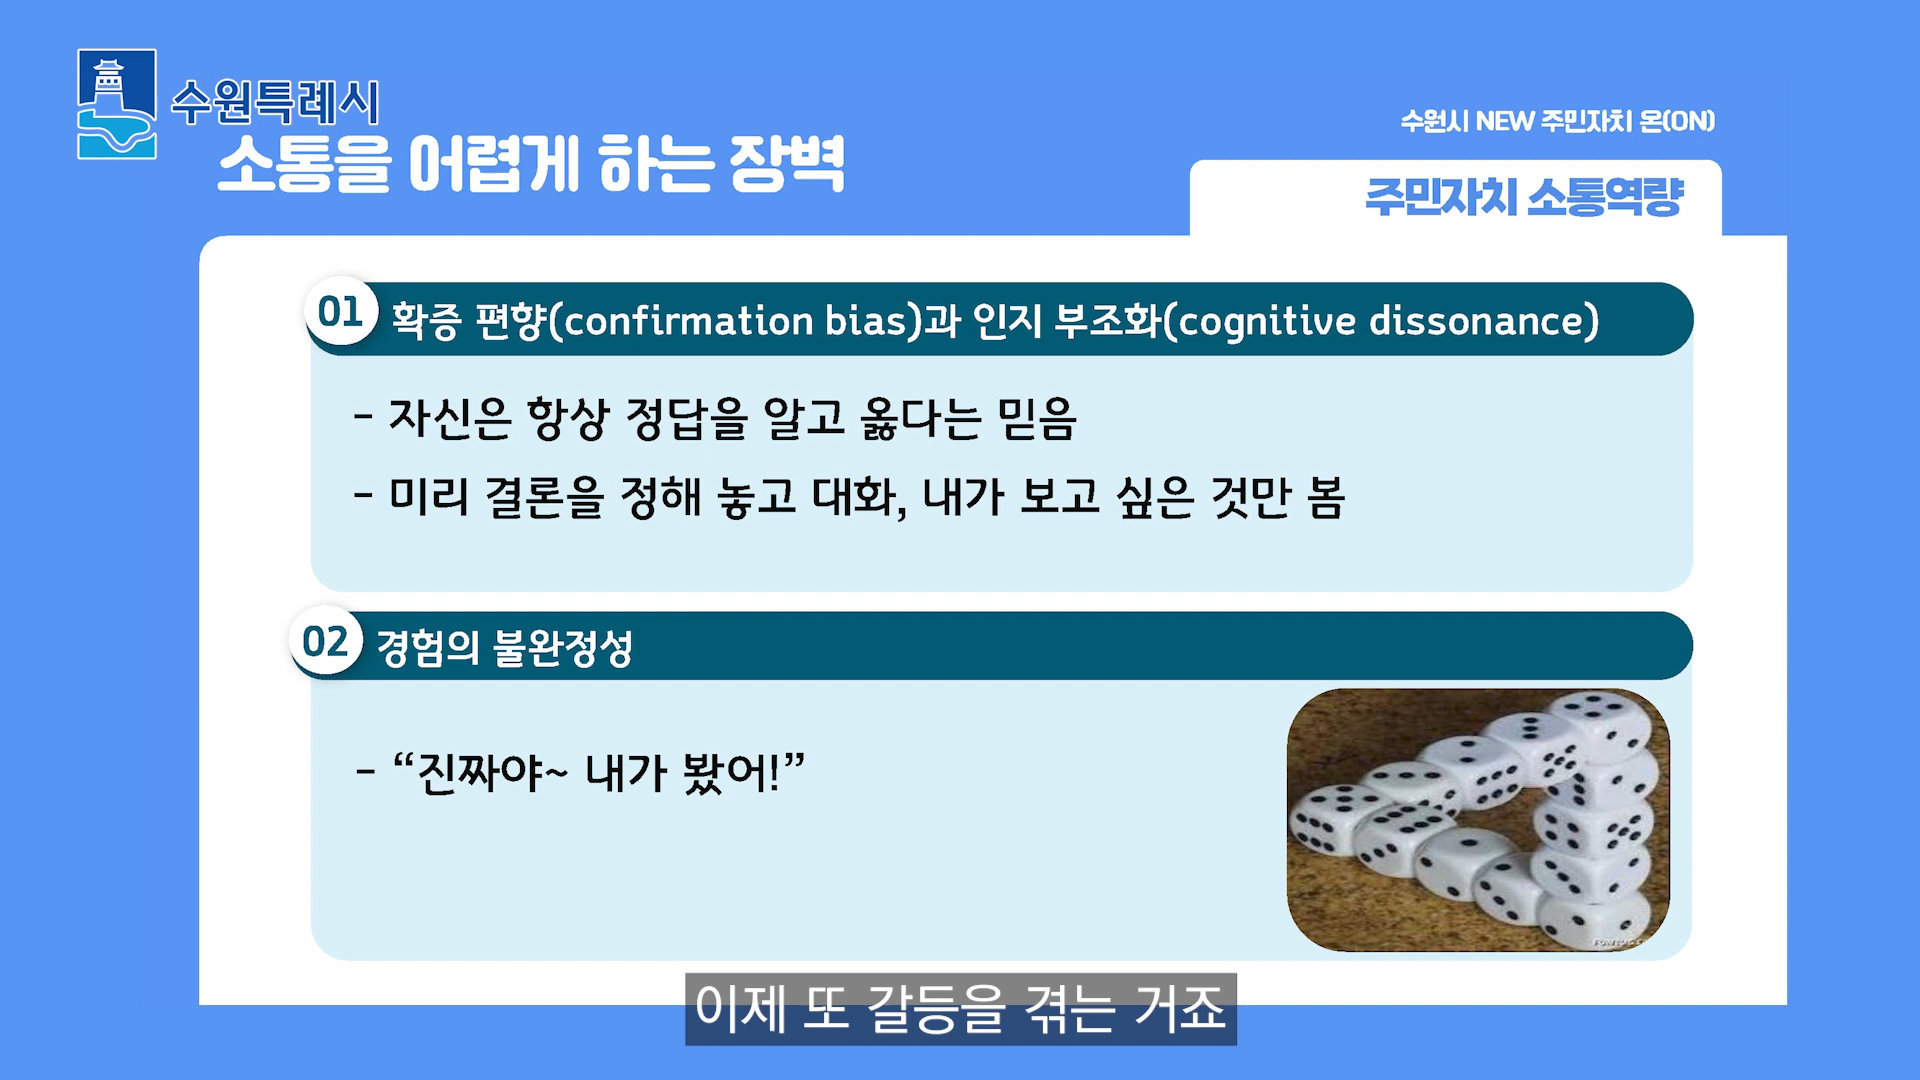 수원특례시
소통을 어렵게 하는 장벽
수원시 NEW 주민자치 온(ON)
주민자치 소통역량
01 확증 편향(confirmation bias)과 인지 부조화(cognitive dissonance)
- 자신은 항상 정답을 알고 옳다는 믿음
- 미리 결론을 정해 놓고 대화, 내가 보고 싶은 것만 봄
02 경험의 불완정성
- “진짜야~ 내가 봤어!”
이제 또 갈등을 겪는 거죠